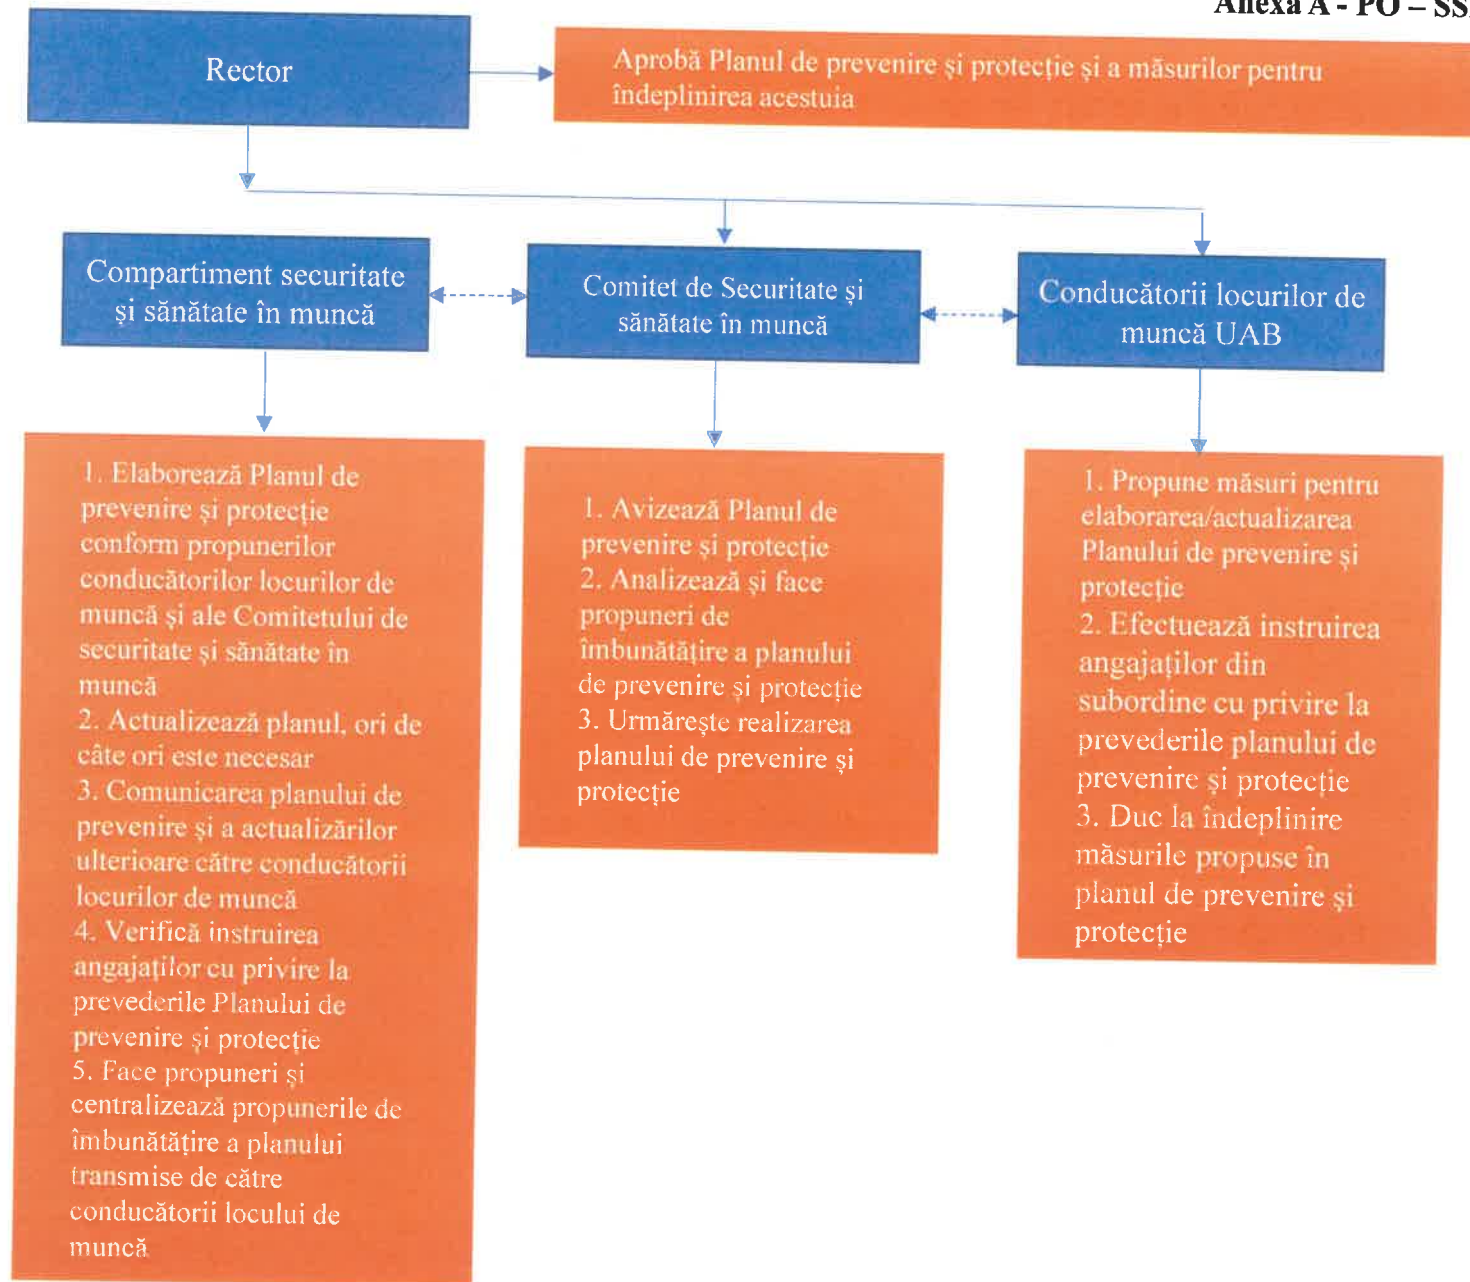 Anexa A - PO – SS
Rector
Aprobă Planul de prevenire și protecție și a măsurilor pentru
îndeplinirea acestuia
Compartiment securitate
și sănătate în muncă
Comitet de Securitate și
sănătate în muncă
Conducătorii locurilor de
muncă UAB
1. Elaborează Planul de
prevenire și protecție
conform propunerilor
conducătorilor locurilor de
muncă și ale Comitetului de
securitate și sănătate în
muncă
2. Actualizează planul, ori de
câte ori este necesar
3. Comunicarea planului de
prevenire și a actualizărilor
ulterioare către conducătorii
locurilor de muncă
4. Verifică instruirea
angajaților cu privire la
prevederile Planului de
prevenire și protecție
5. Face propuneri și
centralizează propunerile de
îmbunătățire a planului
transmise de către
conducătorii locului de
muncă
1. Avizează Planul de
prevenire și protecție
2. Analizează și face
propuneri de
îmbunătățire a planului
de prevenire și protecție
3. Urmărește realizarea
planului de prevenire și
protecție
1. Propune măsuri pentru
elaborarea/actualizarea
Planului de prevenire și
protecție
2. Efectuează instruirea
angajaților din
subordine cu privire la
prevederile planului de
prevenire și protecție
3. Duc la îndeplinire
măsurile propuse în
planul de prevenire și
protecție